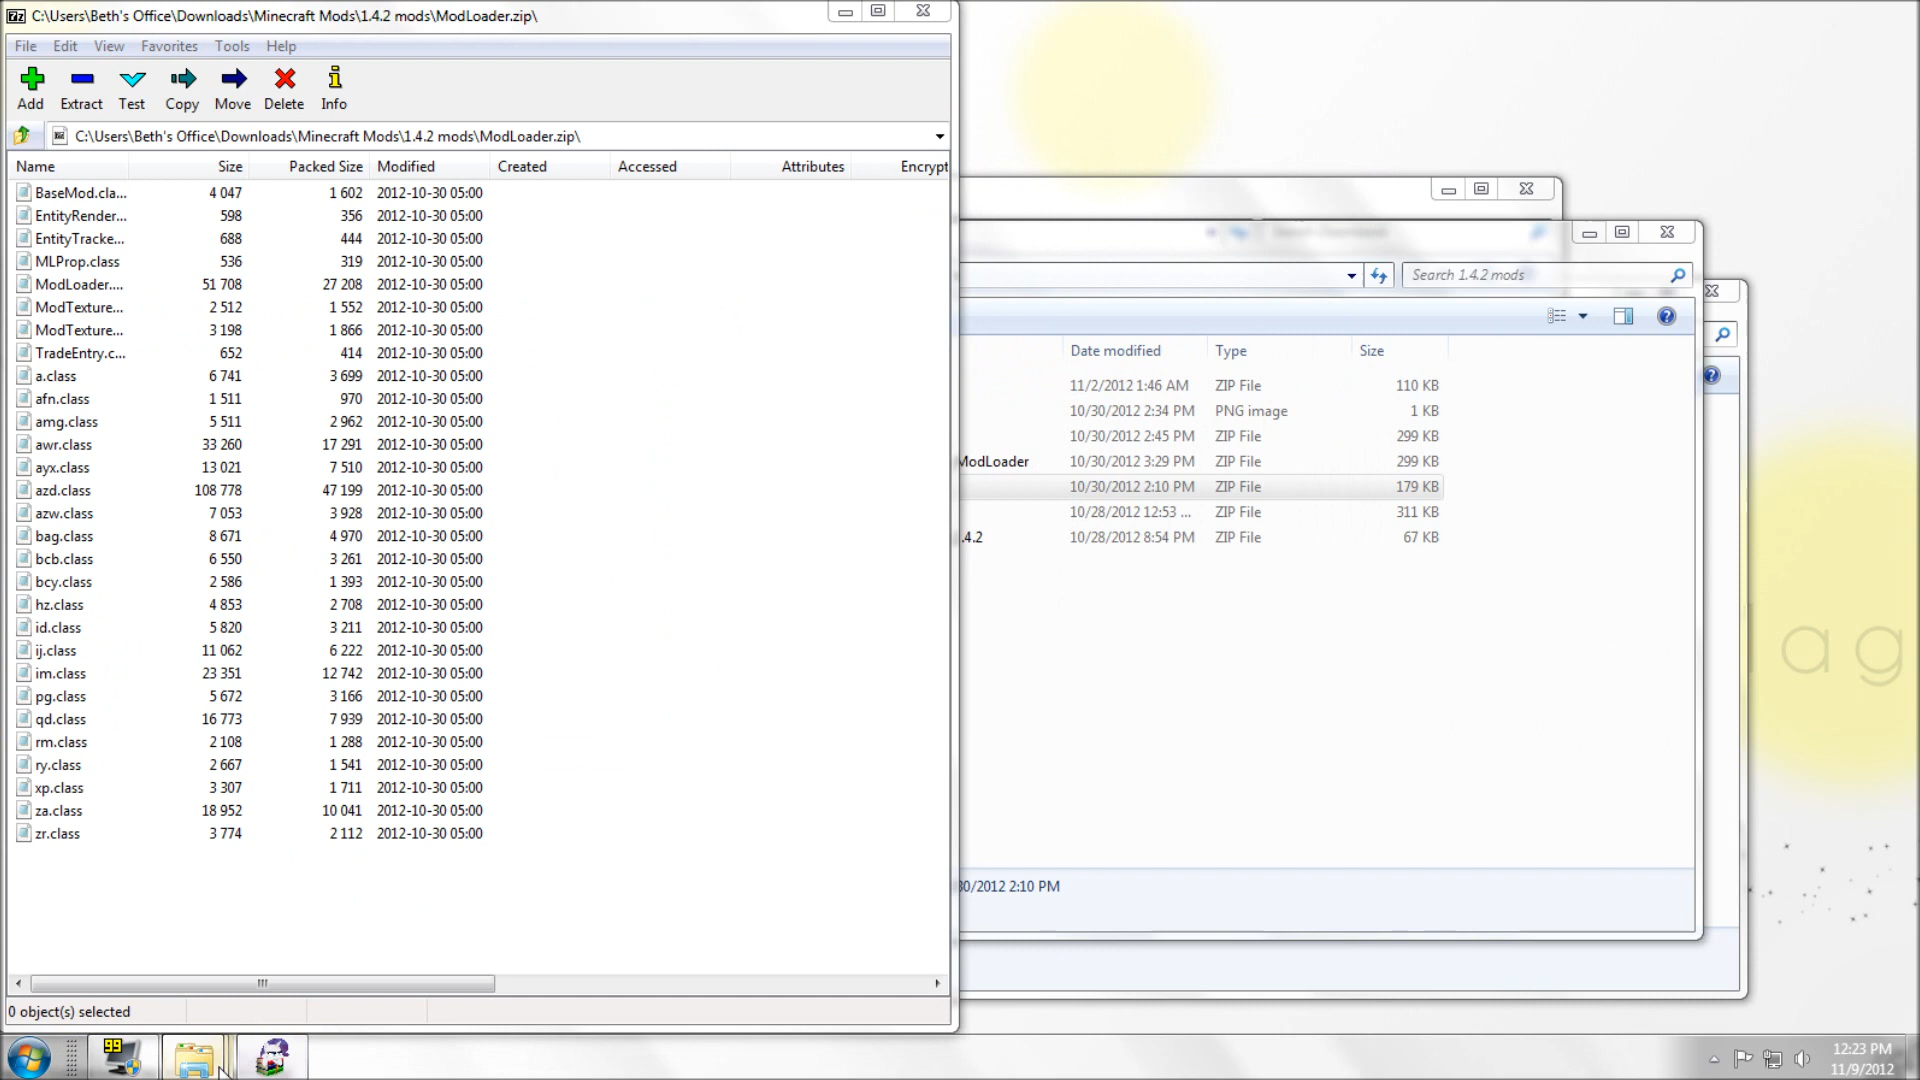 C:\Users\Beth's Office\Downloads\Minecraft Mods\1.4.2 mods\ModLoader.zip\
File Edit View Favorites Tools Help
Add Extract Test Copy Move Delete Info
C:\Users\Beth's Office\Downloads\Minecraft Mods\1.4.2 mods\ModLoader.zip\
Name Size Packed Size Modified Created Accessed Attributes Encrypt
BaseMod.cla... 4 047 1 602 2012-10-30 05:00
EntityRender... 598 356 2012-10-30 05:00
EntityTracke... 688 444 2012-10-30 05:00
MLProp.class 536 319 2012-10-30 05:00
ModLoader.... 51 708 27 208 2012-10-30 05:00
ModTexture... 2 512 1 552 2012-10-30 05:00
ModTexture... 3 198 1 866 2012-10-30 05:00
TradeEntry.c... 652 414 2012-10-30 05:00
a.class 6 741 3 699 2012-10-30 05:00
afn.class 1 511 970 2012-10-30 05:00
amg.class 5 511 2 962 2012-10-30 05:00
awr.class 33 260 17 291 2012-10-30 05:00
ayx.class 13 021 7 510 2012-10-30 05:00
azd.class 108 778 47 199 2012-10-30 05:00
azw.class 7 053 3 928 2012-10-30 05:00
bag.class 8 671 4 970 2012-10-30 05:00
bcb.class 6 550 3 261 2012-10-30 05:00
bcy.class 2 586 1 393 2012-10-30 05:00
hz.class 4 853 2 708 2012-10-30 05:00
id.class 5 820 3 211 2012-10-30 05:00
ij.class 11 062 6 222 2012-10-30 05:00
im.class 23 351 12 742 2012-10-30 05:00
pg.class 5 672 3 166 2012-10-30 05:00
qd.class 16 773 7 939 2012-10-30 05:00
rm.class 2 108 1 288 2012-10-30 05:00
ry.class 2 667 1 541 2012-10-30 05:00
xp.class 3 307 1 711 2012-10-30 05:00
za.class 18 952 10 041 2012-10-30 05:00
zr.class 3 774 2 112 2012-10-30 05:00
0 object(s) selected
Search 1.4.2 mods
Date modified Type Size
11/2/2012 1:46 AM ZIP File 110 KB
10/30/2012 2:34 PM PNG image 1 KB
10/30/2012 2:45 PM ZIP File 299 KB
ModLoader 10/30/2012 3:29 PM ZIP File 299 KB
10/30/2012 2:10 PM ZIP File 179 KB
10/28/2012 12:53 ... ZIP File 311 KB
.4.2 10/28/2012 8:54 PM ZIP File 67 KB
30/2012 2:10 PM
ag
99
12:23 PM
11/9/2012